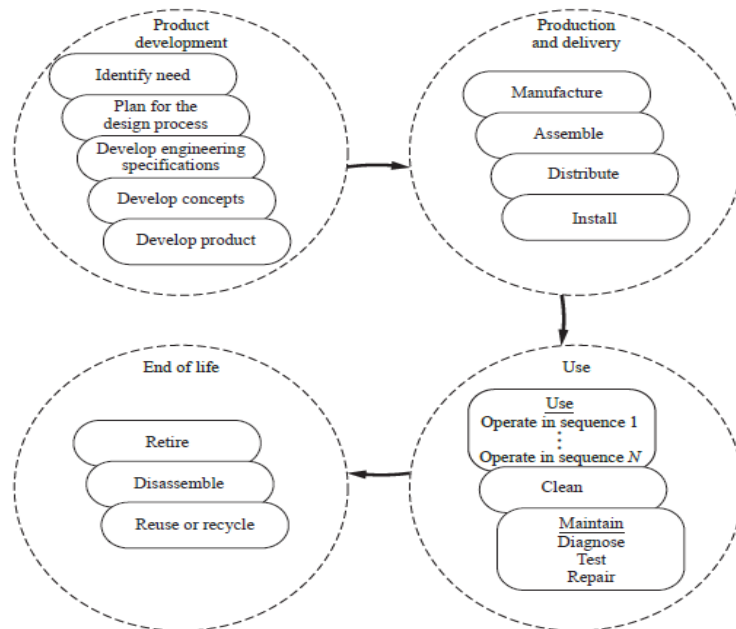 Product
development
Identify need
Plan for the
design process
Develop engineering
specifications
Develop concepts
Develop product
Production
and delivery
Manufacture
Assemble
Distribute
Install
End of life
Retire
Disassemble
Reuse or recycle
Use
Use
Operate in sequence 1
⋮
Operate in sequence N
Clean
Maintain
Diagnose
Test
Repair